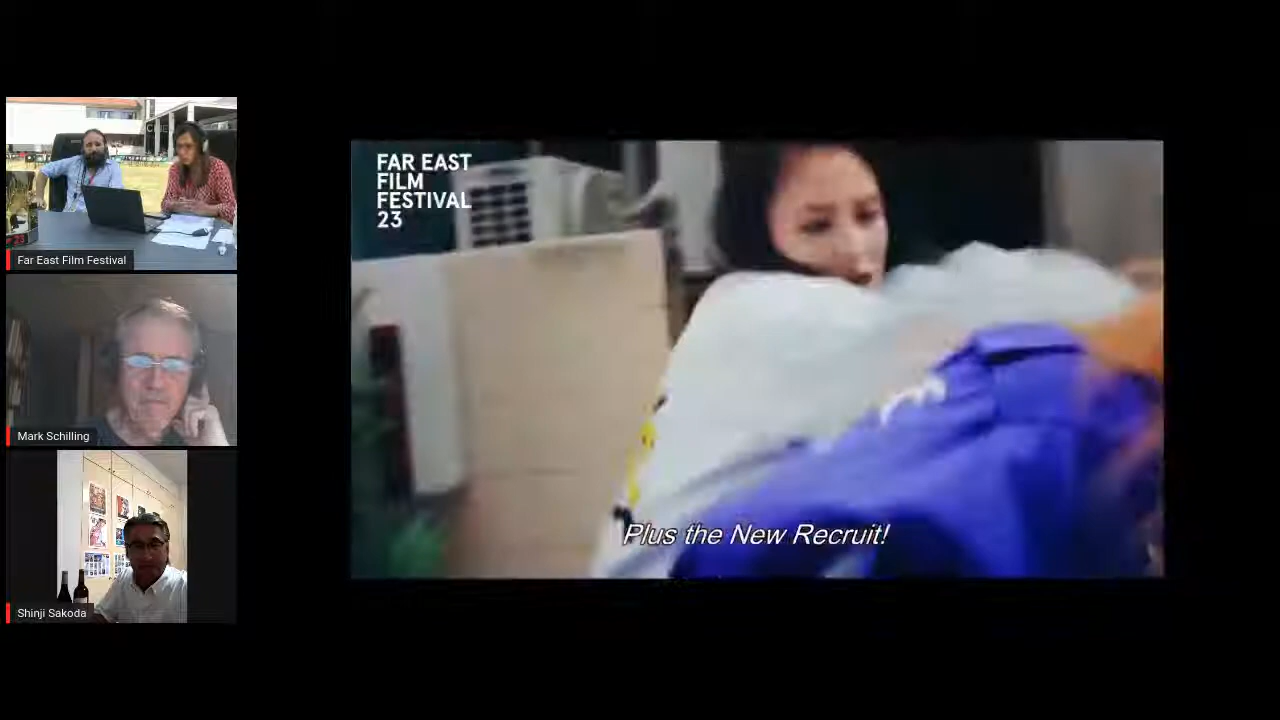 FAR EAST
FILM
FESTIVAL
23
Far East Film Festival
Mark Schilling
Shinji Sakoda
Plus the New Recruit!